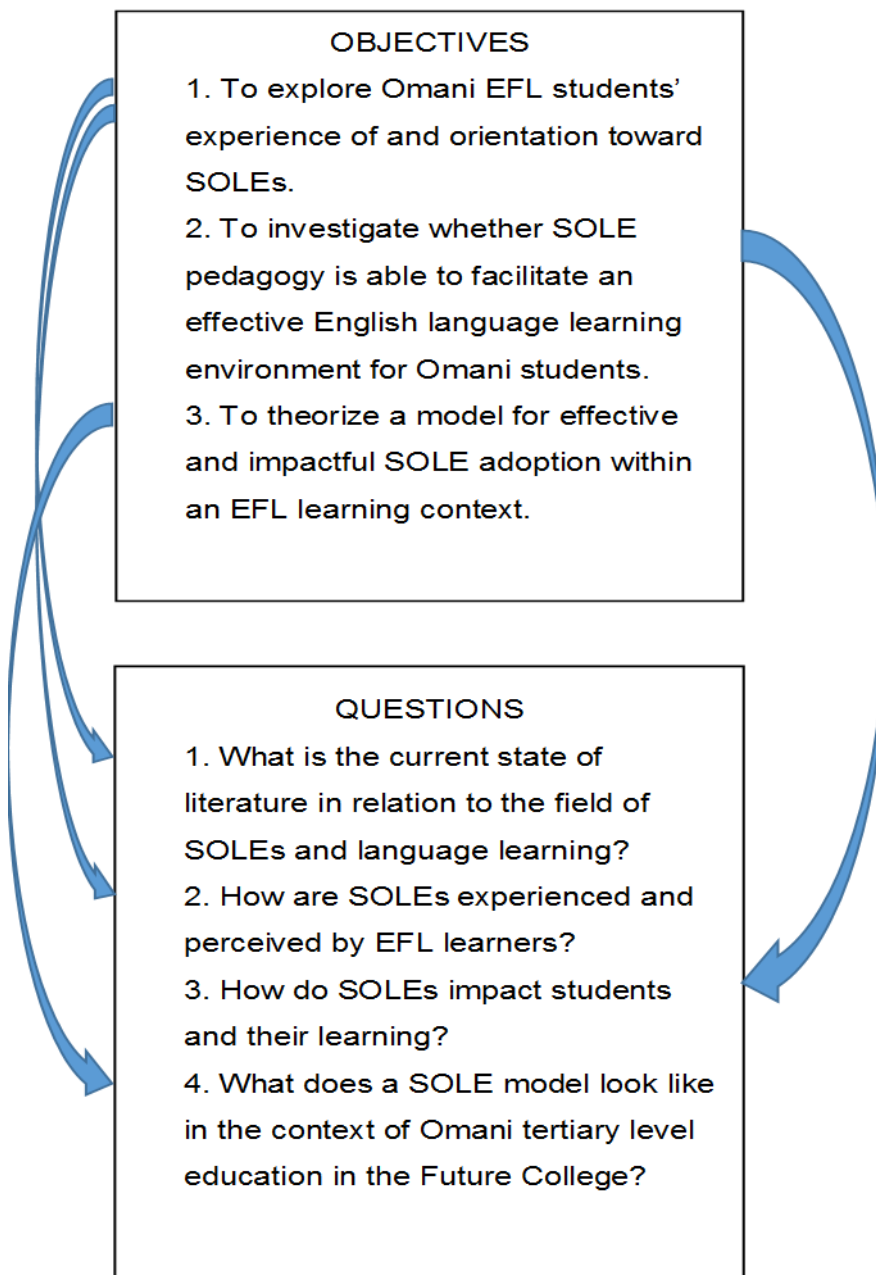 OBJECTIVES
1. To explore Omani EFL students’
experience of and orientation toward
SOLEs.
2. To investigate whether SOLE
pedagogy is able to facilitate an
effective English language learning
environment for Omani students.
3. To theorize a model for effective
and impactful SOLE adoption within
an EFL learning context.
QUESTIONS
1. What is the current state of
literature in relation to the field of
SOLEs and language learning?
2. How are SOLEs experienced and
perceived by EFL learners?
3. How do SOLEs impact students
and their learning?
4. What does a SOLE model look like
in the context of Omani tertiary level
education in the Future College?